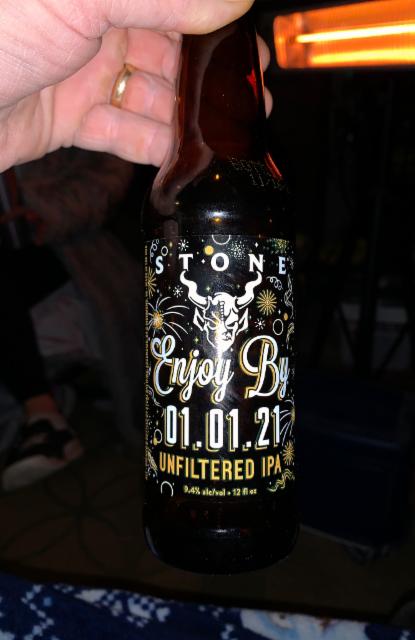 STONE
Enjoy By
01.01.21
UNFILTERED IPA
9.4% alc/vol • 12 fl oz